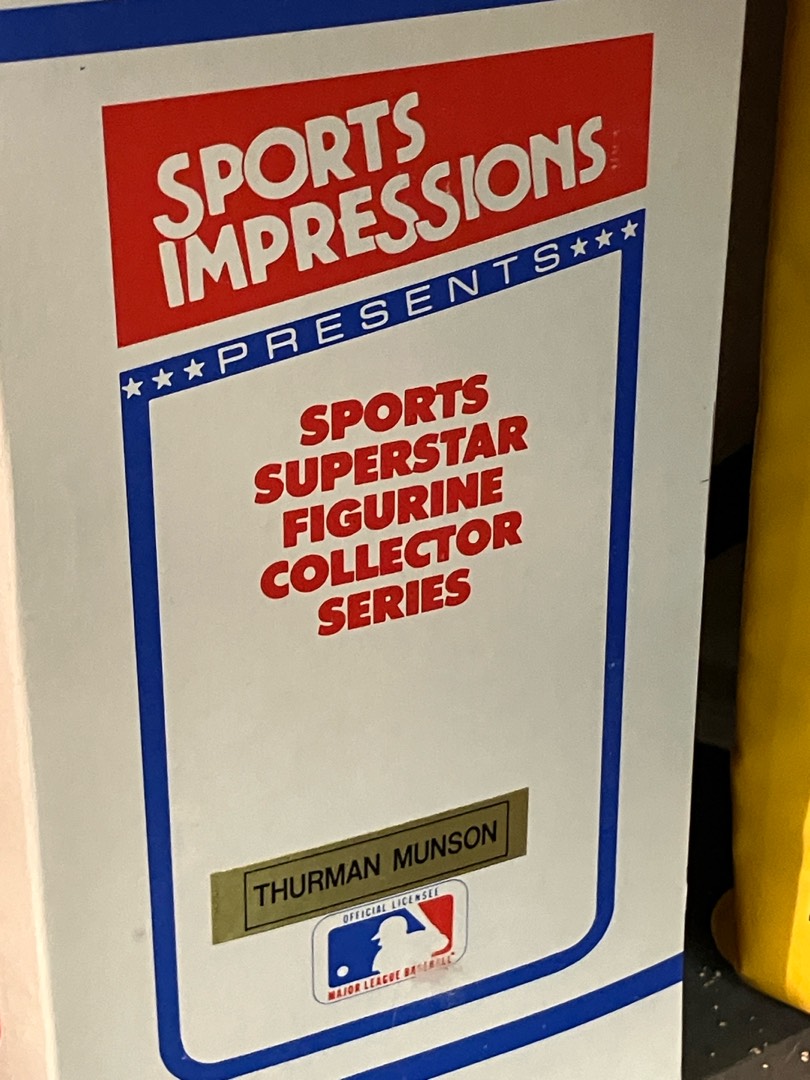 SPORTS
IMPRESSIONS
PRESENTS
SPORTS
SUPERSTAR
FIGURINE
COLLECTOR
SERIES
THURMAN MUNSON
OFFICIAL LICENSEE
MAJOR LEAGUE BASEBALL